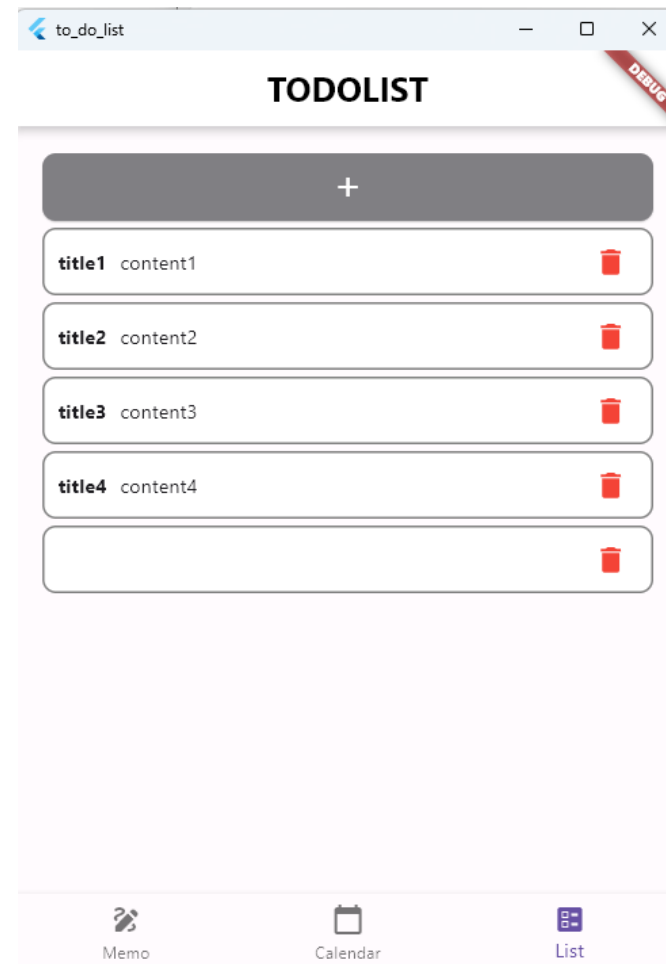 to_do_list
DEBUG
TODOLIST
+
title1 content1
title2 content2
title3 content3
title4 content4
Memo Calendar List